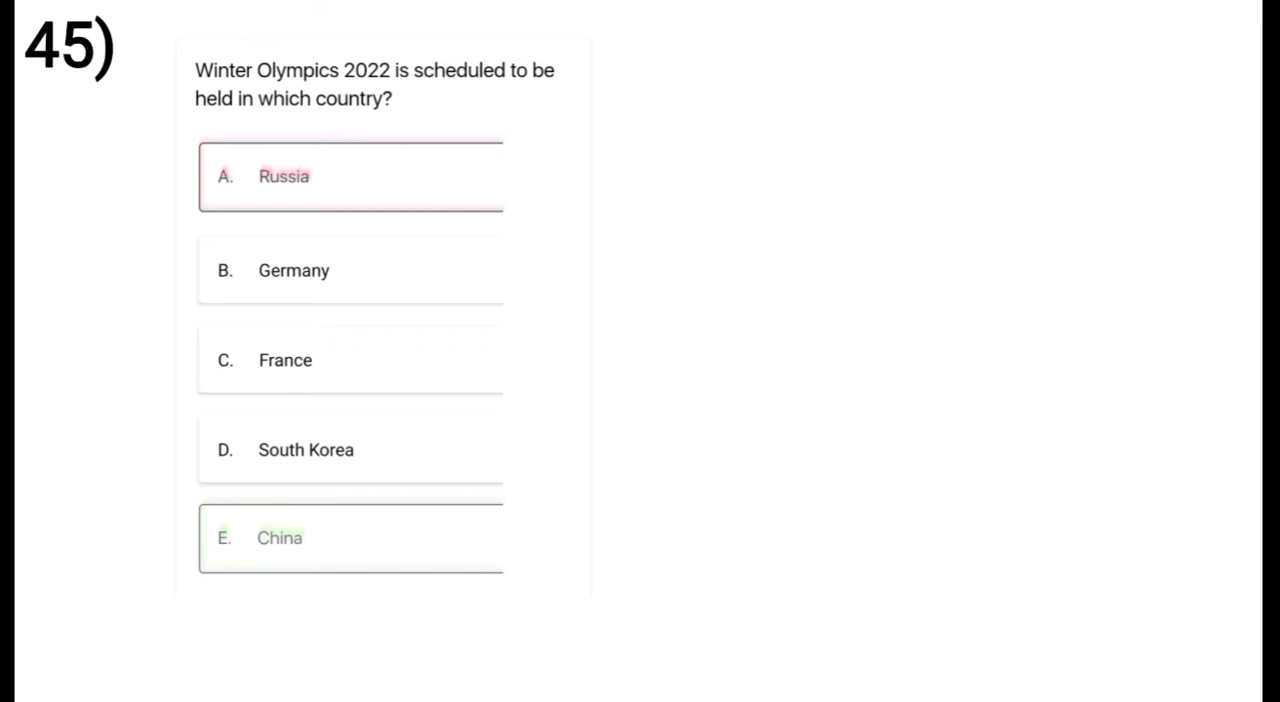 45)
Winter Olympics 2022 is scheduled to be
held in which country?
A. Russia
B. Germany
C. France
D. South Korea
E. China